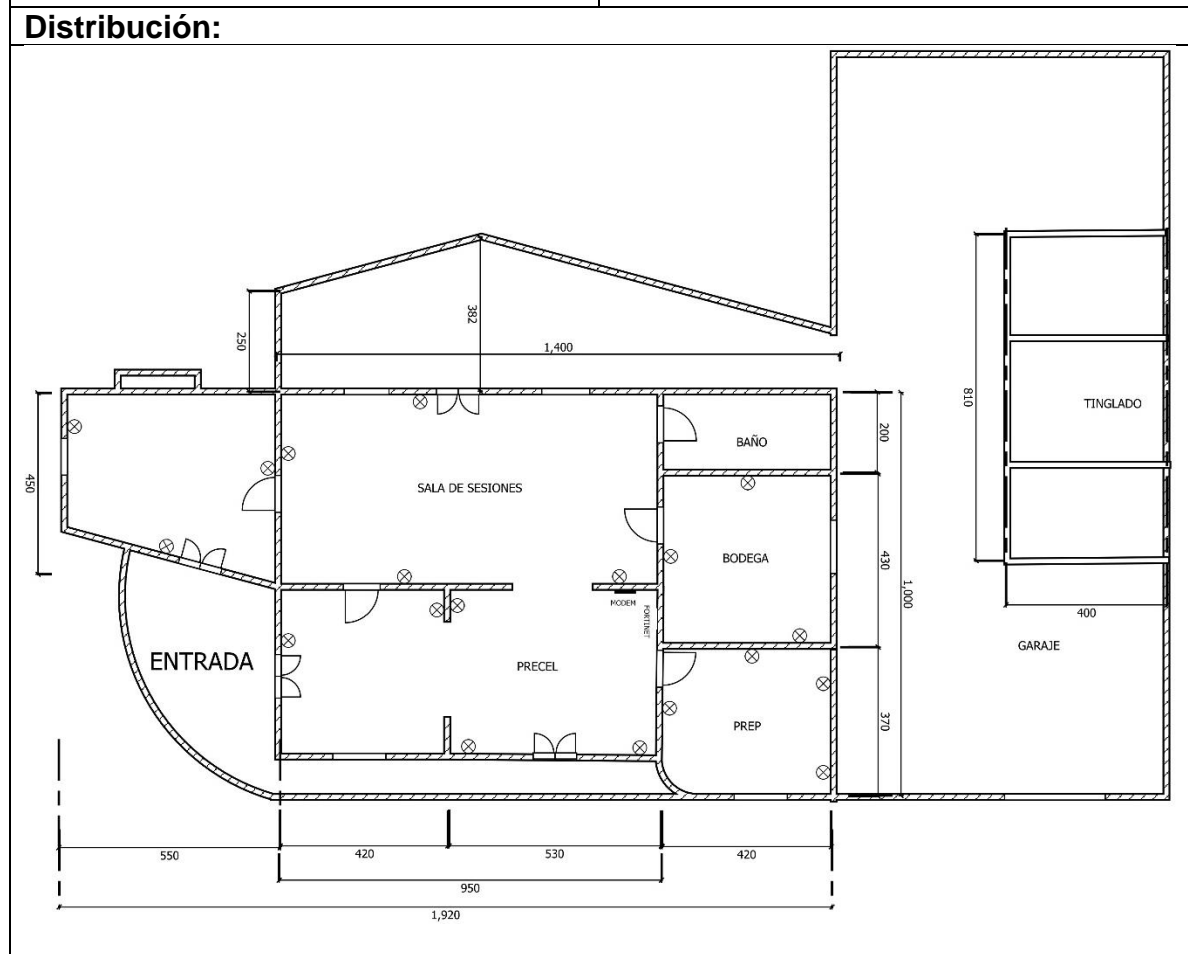 Distribución:
382
250
1,400
810
TINGLADO
200
BAÑO
450
SALA DE SESIONES
430
BODEGA
1,000
MODEM
FORTINET
400
ENTRADA
PRECEL
GARAJE
PREP
370
550
420
530
420
950
1,920